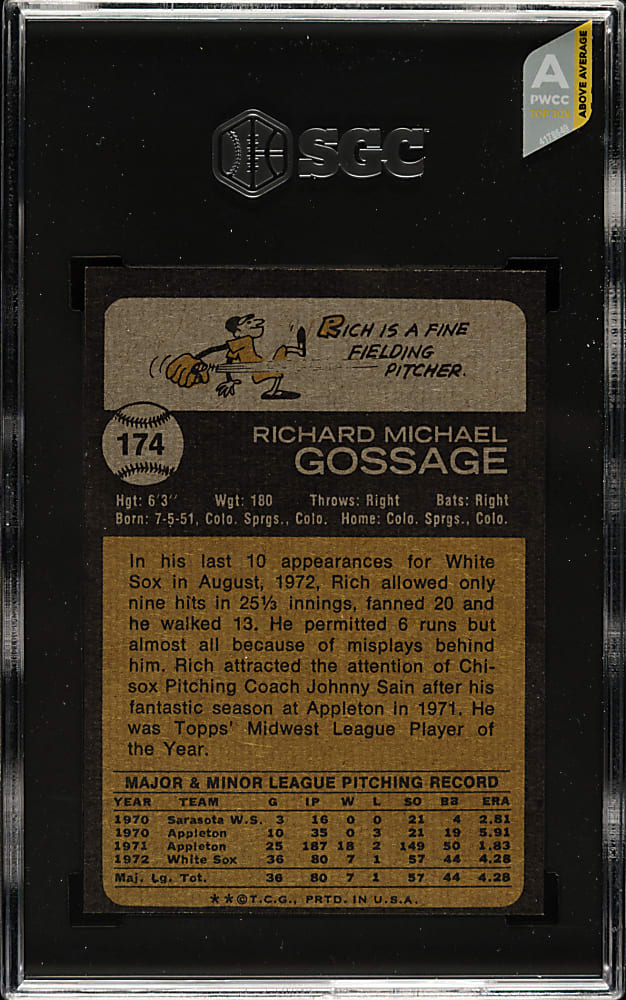 A
PWCC
TOP 30%
ABOVE AVERAGE
SGC
RICH IS A FINE
FIELDING
PITCHER.
174
RICHARD MICHAEL
GOSSAGE
Hgt: 6'3" Wgt: 180 Throws: Right Bats: Right
Born: 7-5-51, Colo. Sprgs., Colo. Home: Colo. Sprgs., Colo.
In his last 10 appearances for White
Sox in August, 1972, Rich allowed only
nine hits in 25⅓ innings, fanned 20 and
he walked 13. He permitted 6 runs but
almost all because of misplays behind
him. Rich attracted the attention of Chi-
sox Pitching Coach Johnny Sain after his
fantastic season at Appleton in 1971. He
was Topps' Midwest League Player of
the Year.
MAJOR & MINOR LEAGUE PITCHING RECORD
YEAR TEAM G IP W L SO BB ERA
1970 Sarasota W.S. 3 16 0 0 21 4 2.81
1970 Appleton 10 35 0 3 21 19 5.91
1971 Appleton 25 187 18 2 149 50 1.83
1972 White Sox 36 80 7 1 57 44 4.28
Maj. Lg. Tot. 36 80 7 1 57 44 4.28
**©T.C.G., PRTD. IN U.S.A.